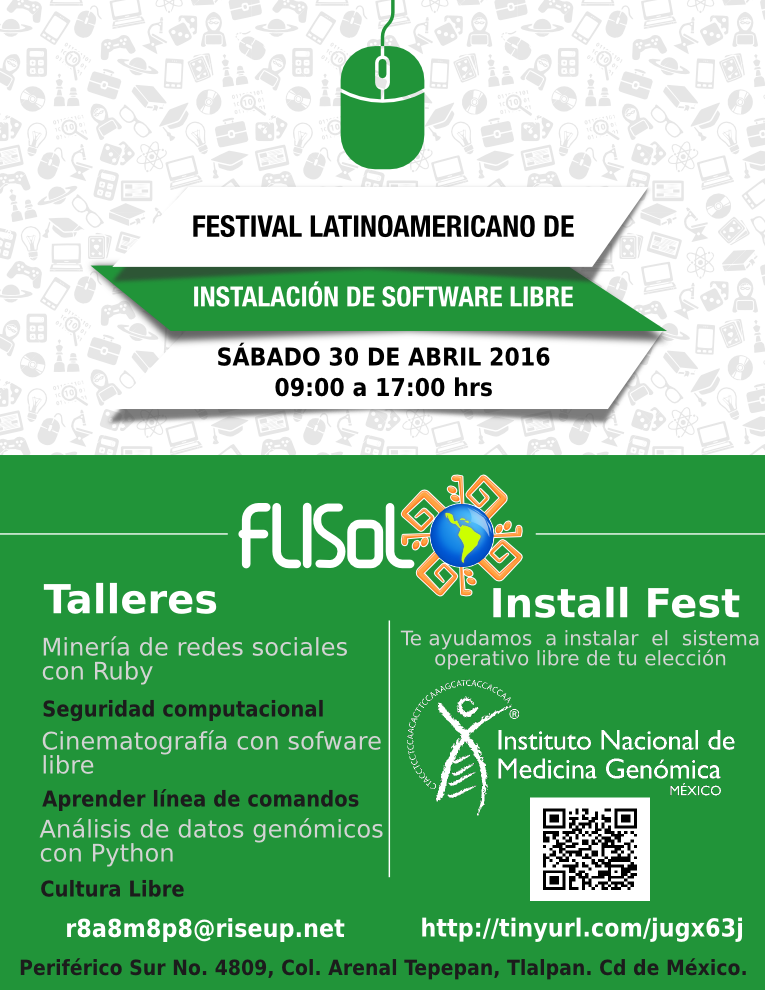 FESTIVAL LATINOAMERICANO DE
INSTALACIÓN DE SOFTWARE LIBRE
SÁBADO 30 DE ABRIL 2016
09:00 a 17:00 hrs
FLISoL
Talleres
Minería de redes sociales
con Ruby
Seguridad computacional
Cinematografía con sofware
libre
Aprender línea de comandos
Análisis de datos genómicos
con Python
Cultura Libre
r8a8m8p8@riseup.net
Install Fest
Te ayudamos a instalar el sistema
operativo libre de tu elección
®
Instituto Nacional de
Medicina Genómica
MÉXICO
http://tinyurl.com/jugx63j
Periférico Sur No. 4809, Col. Arenal Tepepan, Tlalpan. Cd de México.